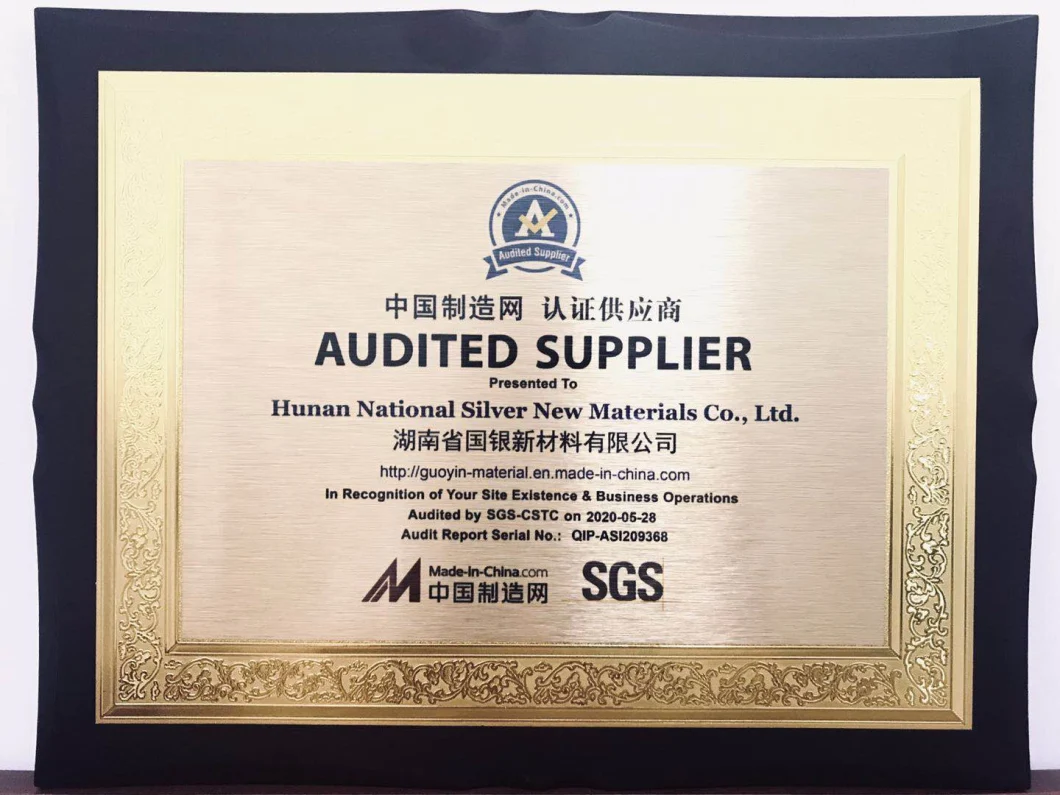 Made-in-China.com
Audited Supplier
中国制造网 认证供应商
AUDITED SUPPLIER
Presented To
Hunan National Silver New Materials Co., Ltd.
湖南省国银新材料有限公司
http://guoyin-material.en.made-in-china.com
In Recognition of Your Site Existence & Business Operations
Audited by SGS-CSTC on 2020-05-28
Audit Report Serial No.: QIP-ASI209368
Made-in-China.com
中国制造网
SGS